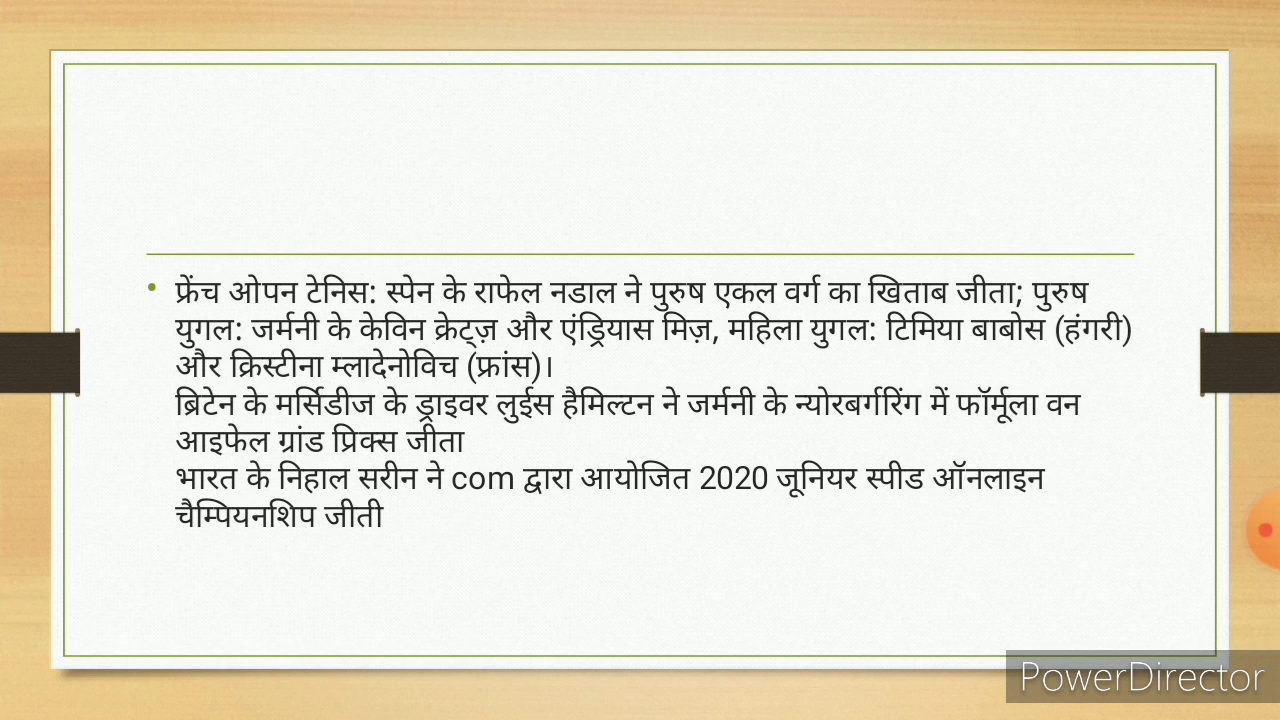 • फ्रेंच ओपन टेनिस: स्पेन के राफेल नडाल ने पुरुष एकल वर्ग का खिताब जीता; पुरुष
युगल: जर्मनी के केविन क्रेट्ज़ और एंड्रियास मिज़, महिला युगल: टिमिया बाबोस (हंगरी)
और क्रिस्टीना म्लादेनोविच (फ्रांस)।
ब्रिटेन के मर्सिडीज के ड्राइवर लुईस हैमिल्टन ने जर्मनी के न्योरबर्गरिंग में फॉर्मूला वन
आइफेल ग्रांड प्रिक्स जीता
भारत के निहाल सरीन ने com द्वारा आयोजित 2020 जूनियर स्पीड ऑनलाइन
चैम्पियनशिप जीती
PowerDirector